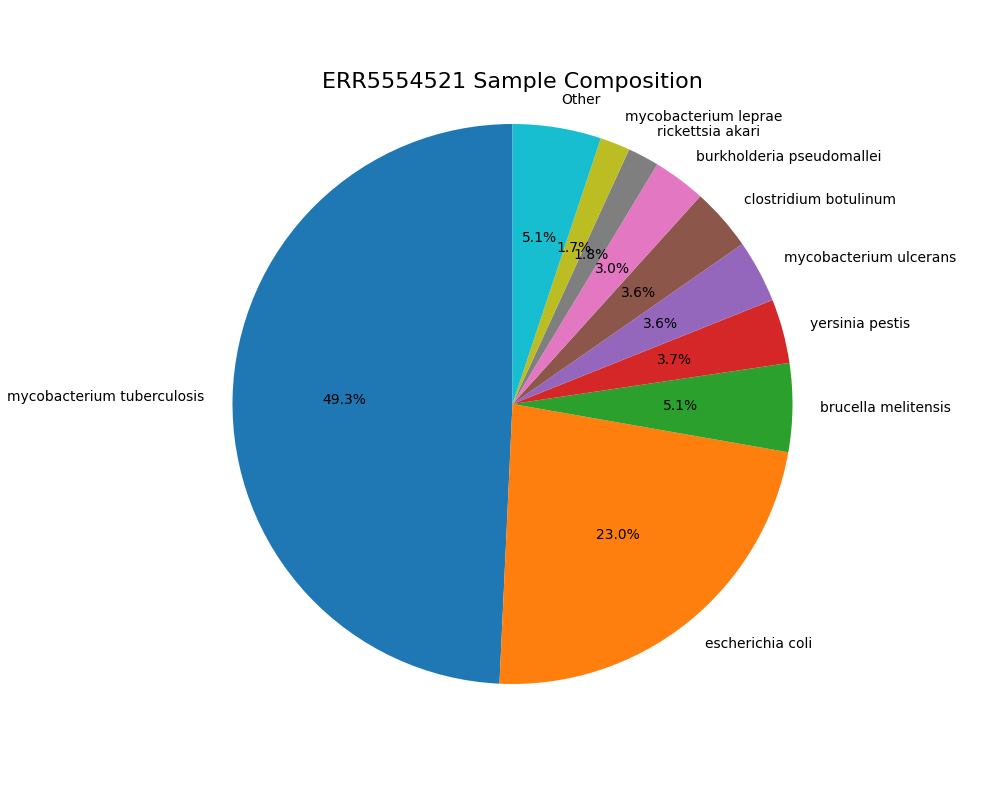 ERR5554521 Sample Composition
Other
mycobacterium leprae
rickettsia akari
burkholderia pseudomallei
clostridium botulinum
mycobacterium ulcerans
yersinia pestis
brucella melitensis
escherichia coli
mycobacterium tuberculosis
5.1%
1.7%
1.8%
3.0%
3.6%
3.6%
3.7%
5.1%
23.0%
49.3%